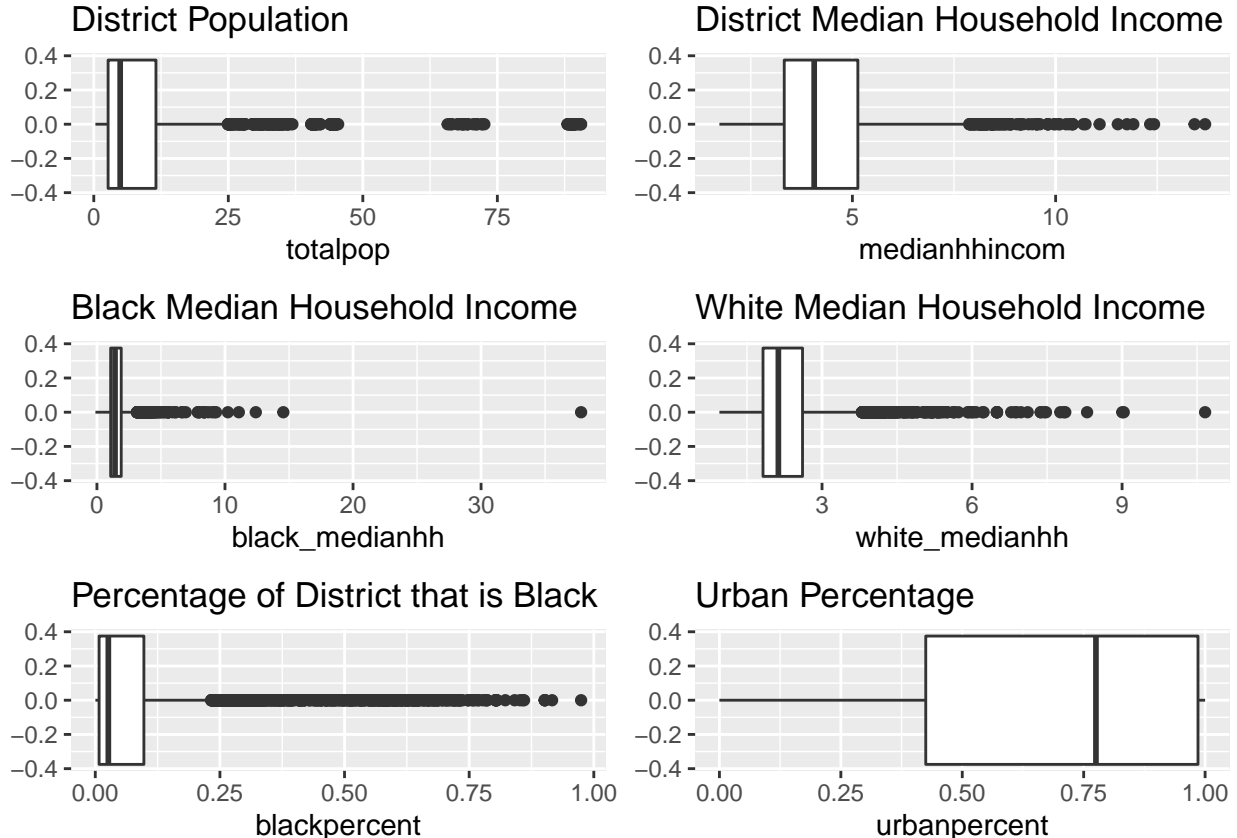 District Population
0.4
0.2
0.0
−0.2
−0.4
0 25 50 75
totalpop
District Median Household Income
0.4
0.2
0.0
−0.2
−0.4
5 10
medianhhincom
Black Median Household Income
0.4
0.2
0.0
−0.2
−0.4
0 10 20 30
black_medianhh
White Median Household Income
0.4
0.2
0.0
−0.2
−0.4
3 6 9
white_medianhh
Percentage of District that is Black
0.4
0.2
0.0
−0.2
−0.4
0.00 0.25 0.50 0.75 1.00
blackpercent
Urban Percentage
0.4
0.2
0.0
−0.2
−0.4
0.00 0.25 0.50 0.75 1.00
urbanpercent